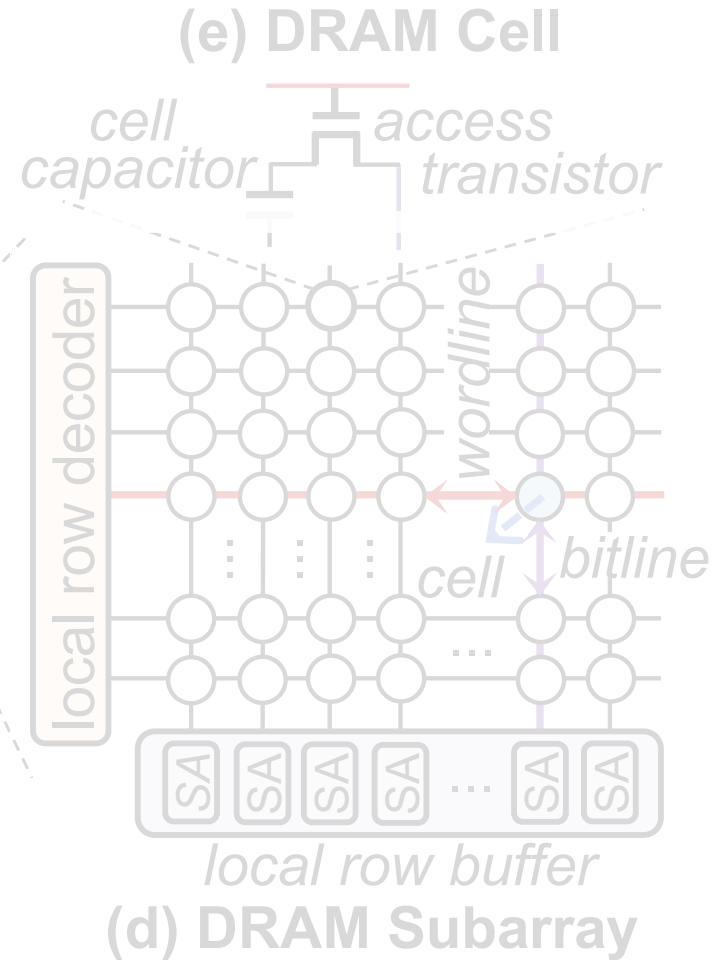 (e) DRAM Cell
cell
capacitor
access
transistor
local row decoder
wordline
cell
bitline
SA SA SA SA ... SA SA
local row buffer
(d) DRAM Subarray